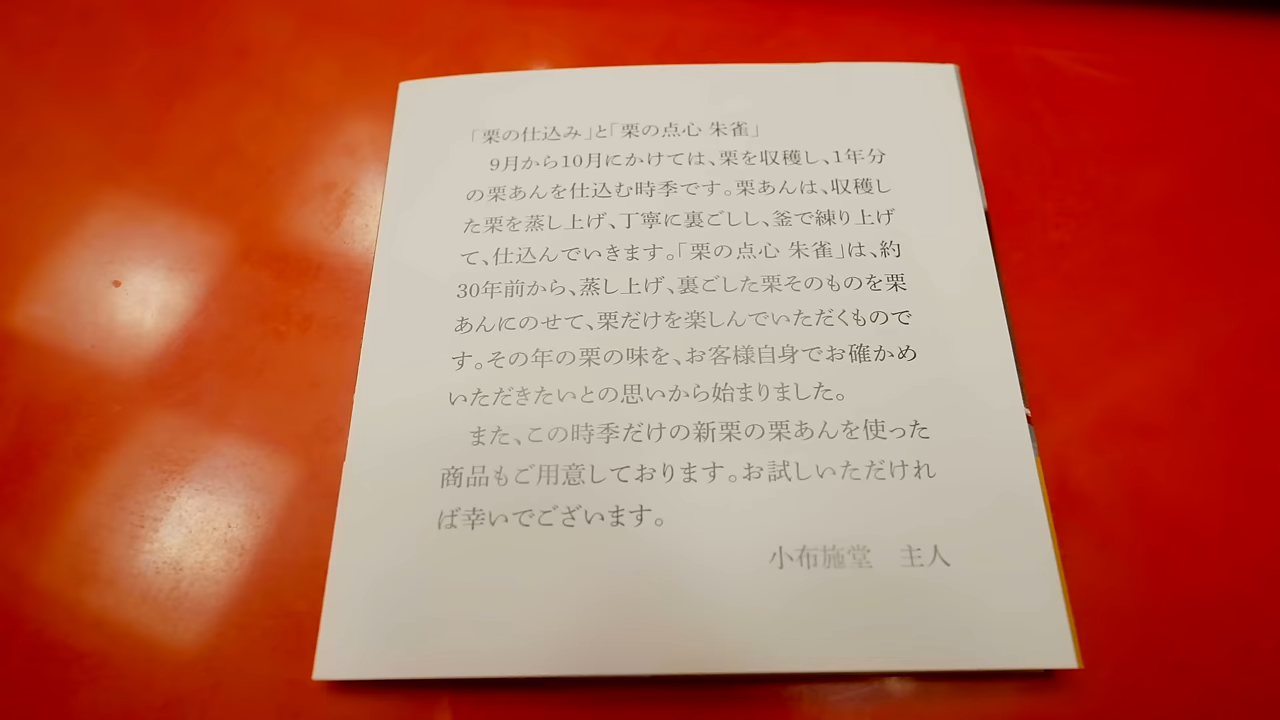 「栗の仕込み」と「栗の点心 朱雀」
9月から10月にかけては、栗を収穫し、1年分
の栗あんを仕込む時季です。栗あんは、収穫し
た栗を蒸し上げ、丁寧に裏ごしし、釜で練り上げ
て、仕込んでいきます。「栗の点心 朱雀」は、約
30年前から、蒸し上げ、裏ごしした栗そのものを栗
あんにのせて、栗だけを楽しんでいただくもので
す。その年の栗の味を、お客様自身でお確かめ
いただきたいとの思いから始まりました。
また、この時季だけの新栗の栗あんを使った
商品もご用意しております。お試しいただけれ
ば幸いでございます。
小布施堂　主人